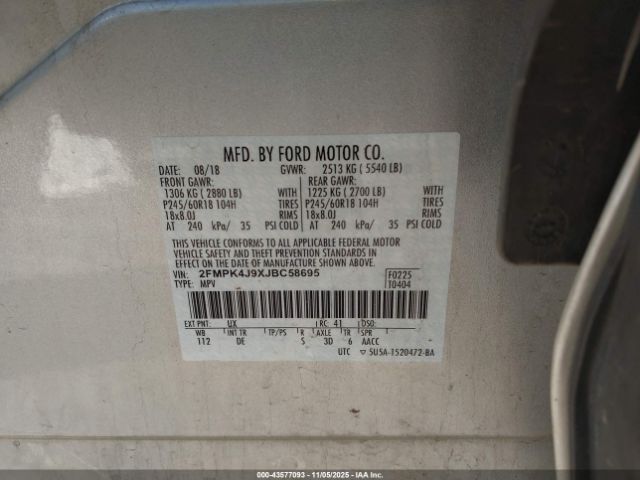 MFD. BY FORD MOTOR CO.
DATE: 08/18 GVWR: 2513 KG ( 5540 LB)
FRONT GAWR: REAR GAWR:
1306 KG ( 2880 LB) WITH 1225 KG ( 2700 LB) WITH
P245/60R18 104H TIRES P245/60R18 104H TIRES
18x8.0J RIMS 18x8.0J RIMS
AT 240 kPa/ 35 PSI COLD AT 240 kPa/ 35 PSI COLD
THIS VEHICLE CONFORMS TO ALL APPLICABLE FEDERAL MOTOR
VEHICLE SAFETY AND THEFT PREVENTION STANDARDS IN
EFFECT ON THE DATE OF MANUFACTURE SHOWN ABOVE.
VIN: 2FMPK4J9XJBC58695 F0225
TYPE: MPV T0404
EXT PNT: UX RC: 41 DSO:
WB INT TR TP/PS R AXLE TR SPR
112 DE S 3D 6 AACC
UTC ▽ 5U5A-1520472-BA
000-43577093 - 11/05/2025 - IAA Inc.